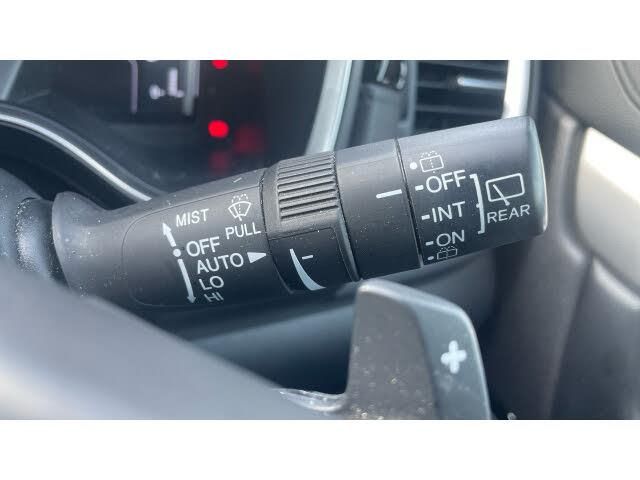 MIST
PULL
OFF
AUTO
LO
HI
-OFF
-INT
-ON
REAR
+